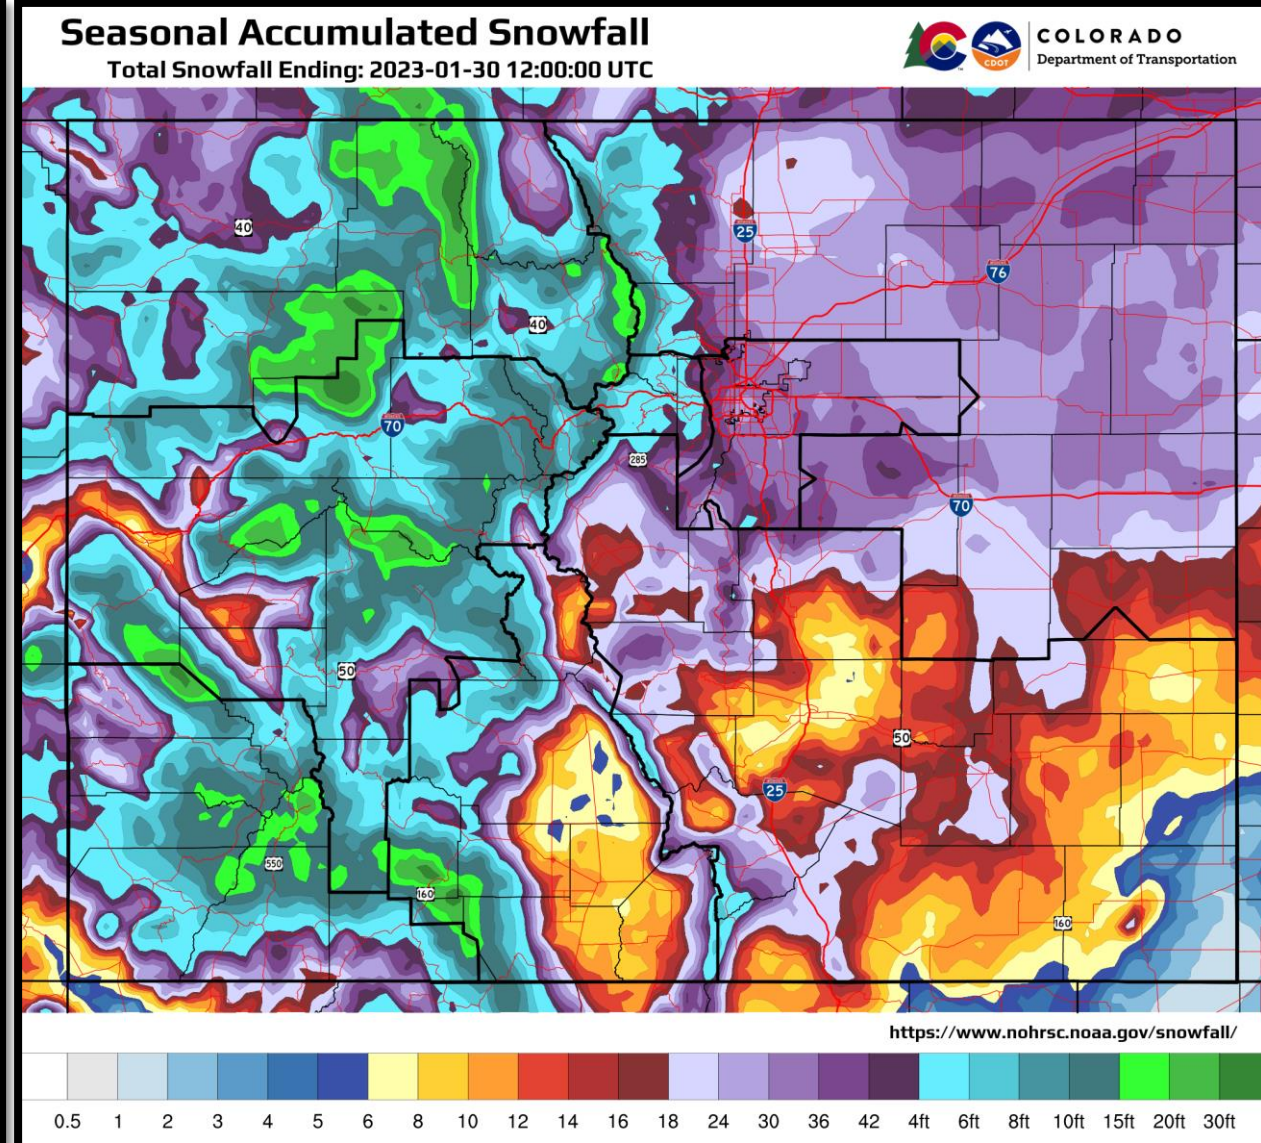 Seasonal Accumulated Snowfall
Total Snowfall Ending: 2023-01-30 12:00:00 UTC
CDOT
COLORADO
Department of Transportation
40
25
76
40
70
285
70
50
50
25
550
160
160
https://www.nohrsc.noaa.gov/snowfall/
0.5 1 2 3 4 5 6 8 10 12 14 16 18 24 30 36 42 4ft 6ft 8ft 10ft 15ft 20ft 30ft